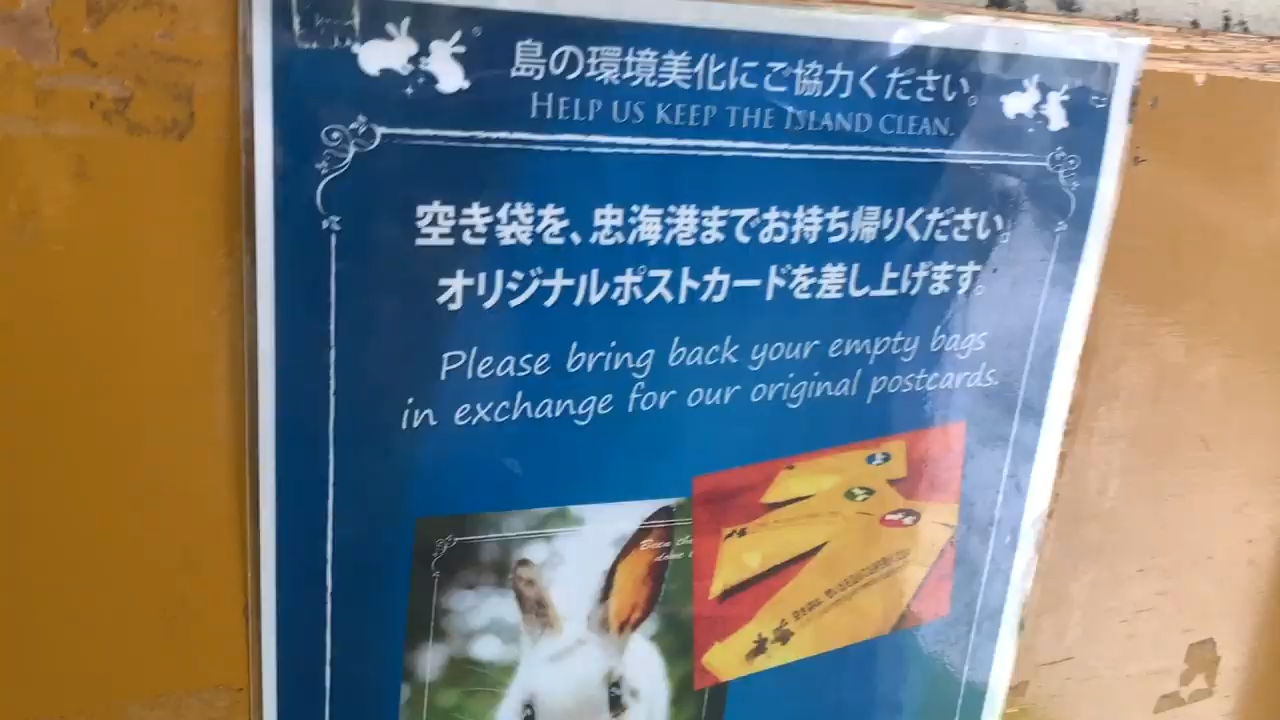 島の環境美化にご協力ください。
HELP US KEEP THE ISLAND CLEAN.
空き袋を、忠海港までお持ち帰りください。
オリジナルポストカードを差し上げます。
Please bring back your empty bags
in exchange for our original postcards.
Been